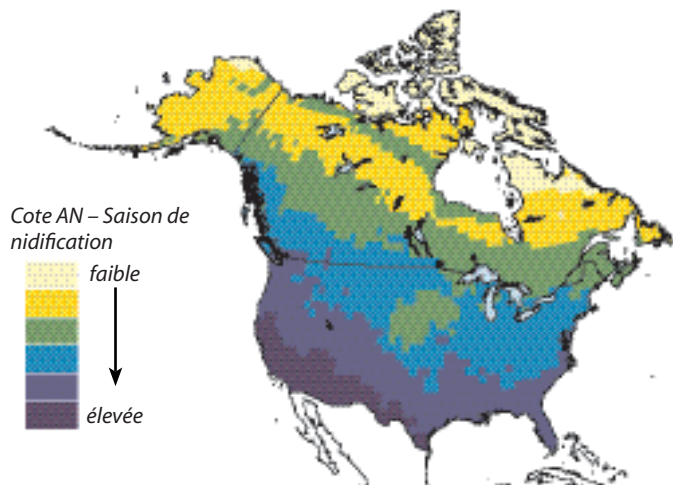 Cote AN – Saison de
nidification
faible
élevée